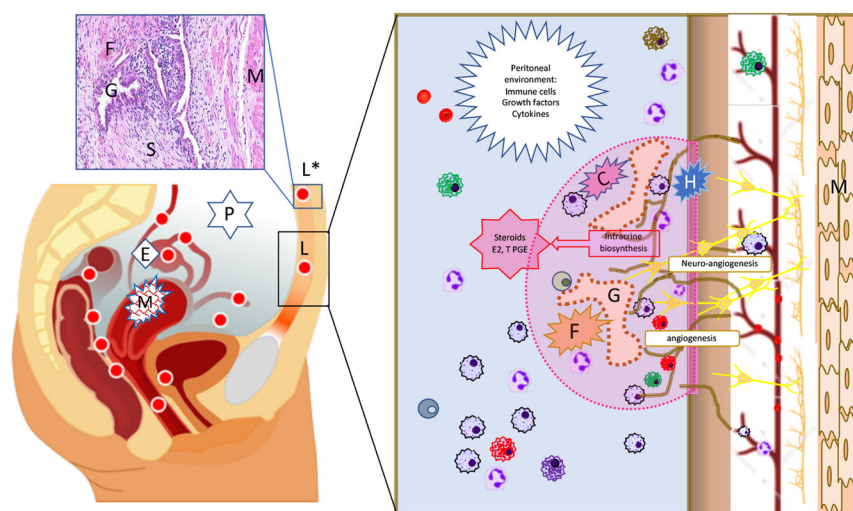 F
M
G
S
L*
P
L
E
M
Peritoneal
environment:
Immune cells
Growth factors
Cytokines
C
H
M
Steroids
E2, T PGE
Intracrine
biosynthesis
Neuro-angiogenesis
G
F
angiogenesis